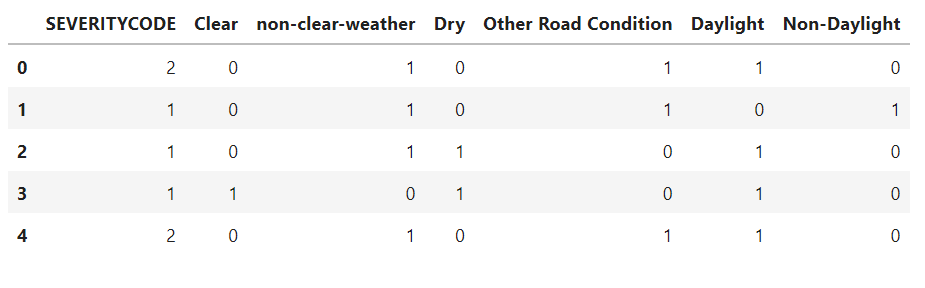 SEVERITYCODE Clear non-clear-weather Dry Other Road Condition Daylight Non-Daylight
0 2 0 1 0 1 1 0
1 1 0 1 0 1 0 1
2 1 0 1 1 0 1 0
3 1 1 0 1 0 1 0
4 2 0 1 0 1 1 0